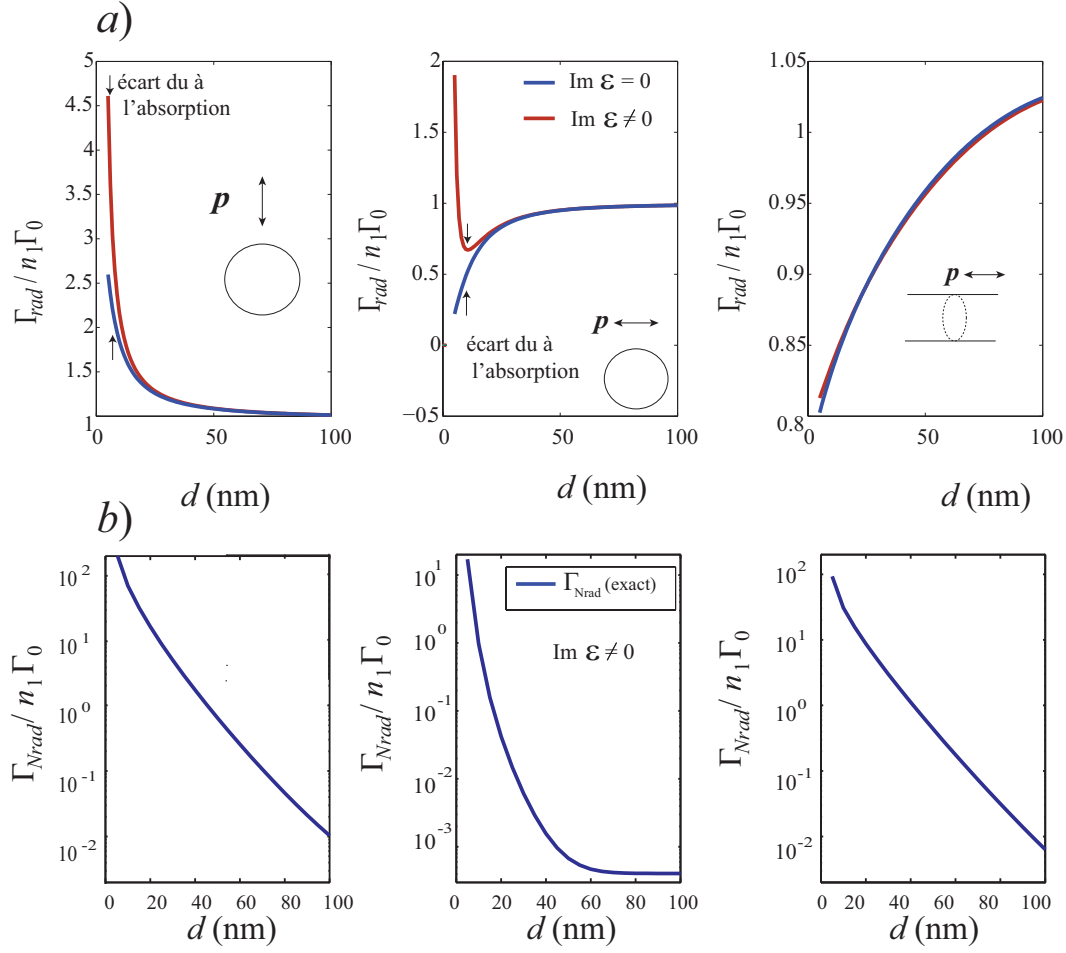 a)
Γrad / n1Γ0
5
4.5
4
3.5
3
2.5
2
1.5
1
écart du à
l'absorption
p
0
50
100
d (nm)
Γrad / n1Γ0
2
1
0.5
0
−05
Im ε = 0
Im ε ≠ 0
p
écart du à
l'absorption
0
50
100
d (nm)
Γrad / n1Γ0
1.05
1
0.95
0.9
0.85
0.8
p
0
50
100
d (nm)
b)
ΓNrad / n1Γ0
10^2
10^1
10^0
10^-1
10^-2
0 20 40 60 80 100
d (nm)
ΓNrad / n1Γ0
10^1
10^0
10^-1
10^-2
10^-3
ΓNrad (exact)
Im ε ≠ 0
0 20 40 60 80 100
d (nm)
ΓNrad / n1Γ0
10^2
10^1
10^0
10^-1
10^-2
0 20 40 60 80 100
d (nm)